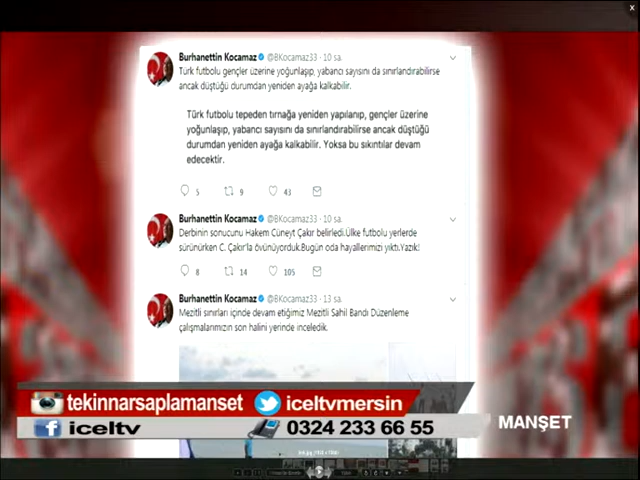 Burhanettin Kocamaz @BKocamaz33 · 10 sa.
Türk futbolu gençler üzerine yoğunlaşıp, yabancı sayısını da sınırlandırabilirse
ancak düştüğü durumdan yeniden ayağa kalkabilir.
Türk futbolu tepeden tırnağa yeniden yapılanıp, gençler üzerine
yoğunlaşıp, yabancı sayısını da sınırlandırabilirse ancak düştüğü
durumdan yeniden ayağa kalkabilir. Yoksa bu sıkıntılar devam
edecektir.
5 9 43
Burhanettin Kocamaz @BKocamaz33 · 10 sa.
Derbinin sonucunu Hakem Cüneyt Çakır belirledi.Ülke futbolu yerlerde
sürünürken C. Çakır'la övünüyorduk.Bugün oda hayallerimizi yıktı.Yazık!
8 14 105
Burhanettin Kocamaz @BKocamaz33 · 13 sa.
Mezitli sınırları içinde devam etiğimiz Mezitli Sahil Bandı Düzenleme
çalışmalarımızın son halini yerinde inceledik.
tekinnarsaplamanset iceltvmersin
iceltv 0324 233 66 55
MANŞET